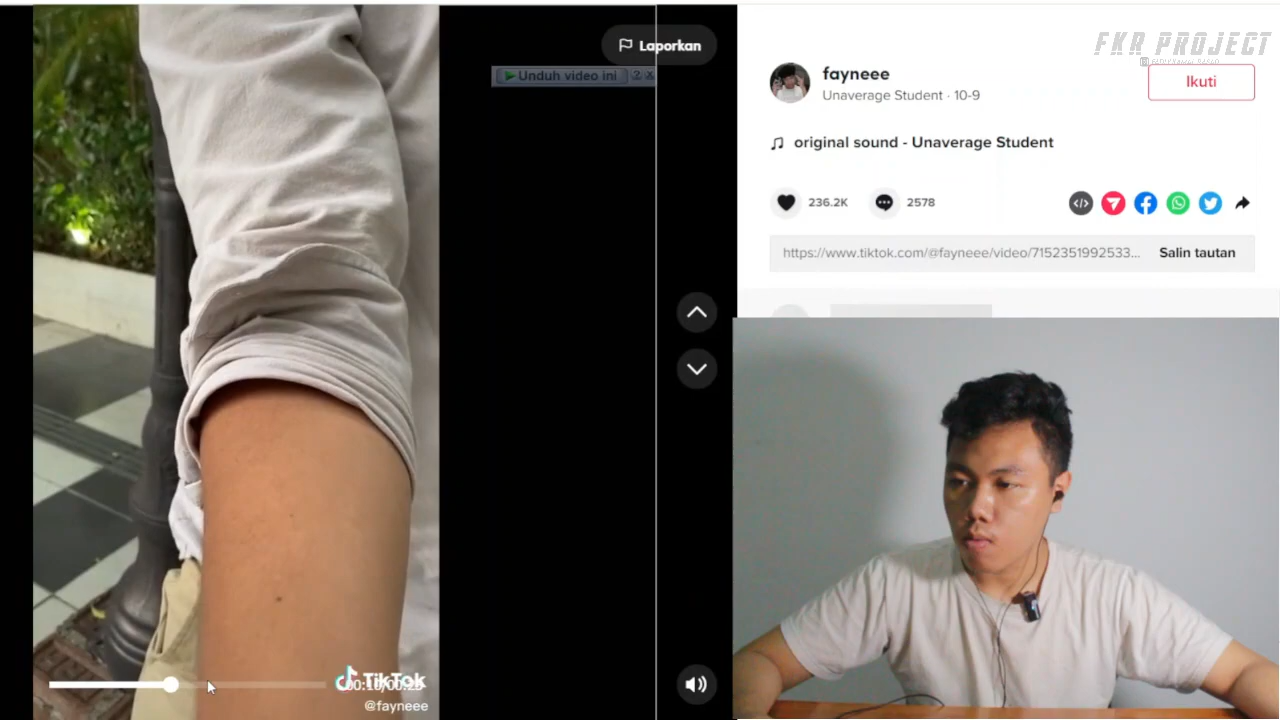 Laporkan
Unduh video ini
? X
FKR PROJECT
fayneee
Unaverage Student · 10-9
Ikuti
original sound - Unaverage Student
236.2K
2578
https://www.tiktok.com/@fayneee/video/7152351992533...
Salin tautan
TikTok
@fayneee